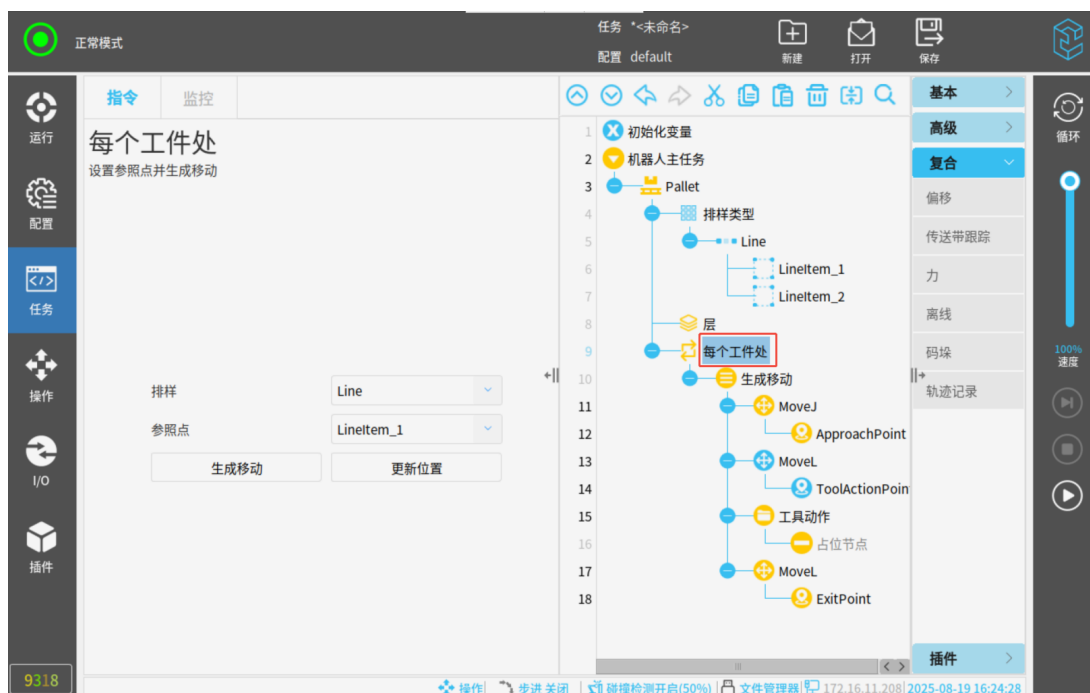 正常模式
任务 *<未命名>
配置 default
新建
打开
保存
运行
配置
任务
操作
I/O
插件
9318
指令
监控
每个工件处
设置参照点并生成移动
排样
Line
参照点
LineItem_1
生成移动
更新位置
1 初始化变量
2 机器人主任务
3 Pallet
4 排样类型
5 Line
6 LineItem_1
7 LineItem_2
8 层
9 每个工件处
10 生成移动
11 MoveJ
12 ApproachPoint
13 MoveL
14 ToolActionPoin
15 工具动作
16 占位节点
17 MoveL
18 ExitPoint
基本
高级
复合
偏移
传送带跟踪
力
离线
码垛
轨迹记录
插件
循环
100%
速度
操作 步进 关闭 碰撞检测开启(50%) 文件管理器 172.16.11.208 2025-08-19 16:24:28